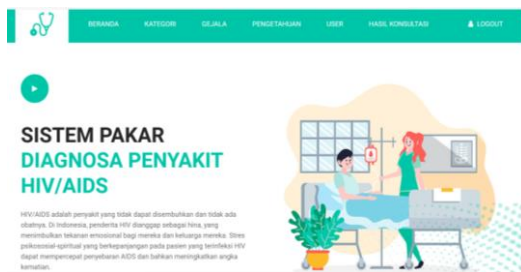 BERANDA KATEGORI GEJALA PENGETAHUAN USER HASIL KONSULTASI LOGOUT
SISTEM PAKAR
DIAGNOSA PENYAKIT
HIV/AIDS
HIV/AIDS adalah penyakit yang tidak dapat disembuhkan dan tidak ada
obatnya. Di Indonesia, penderita HIV dianggap sebagai hina, yang
menimbulkan tekanan emosional bagi mereka dan keluarga mereka. Stres
psikososial-spiritual yang berkepanjangan pada pasien yang terinfeksi HIV
dapat mempercepat penyebaran AIDS dan bahkan meningkatkan angka
kematian.